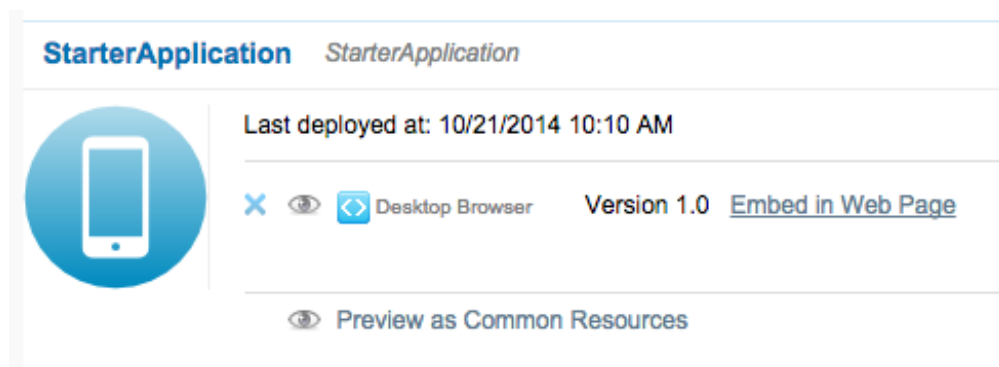 StarterApplication StarterApplication
Last deployed at: 10/21/2014 10:10 AM
Desktop Browser Version 1.0 Embed in Web Page
Preview as Common Resources